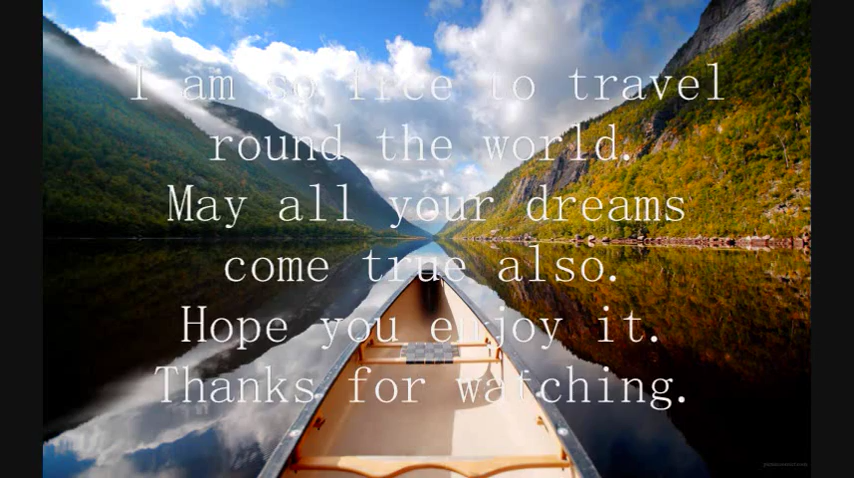 I am so free to travel
round the world.
May all your dreams
come true also.
Hope you enjoy it.
Thanks for watching.